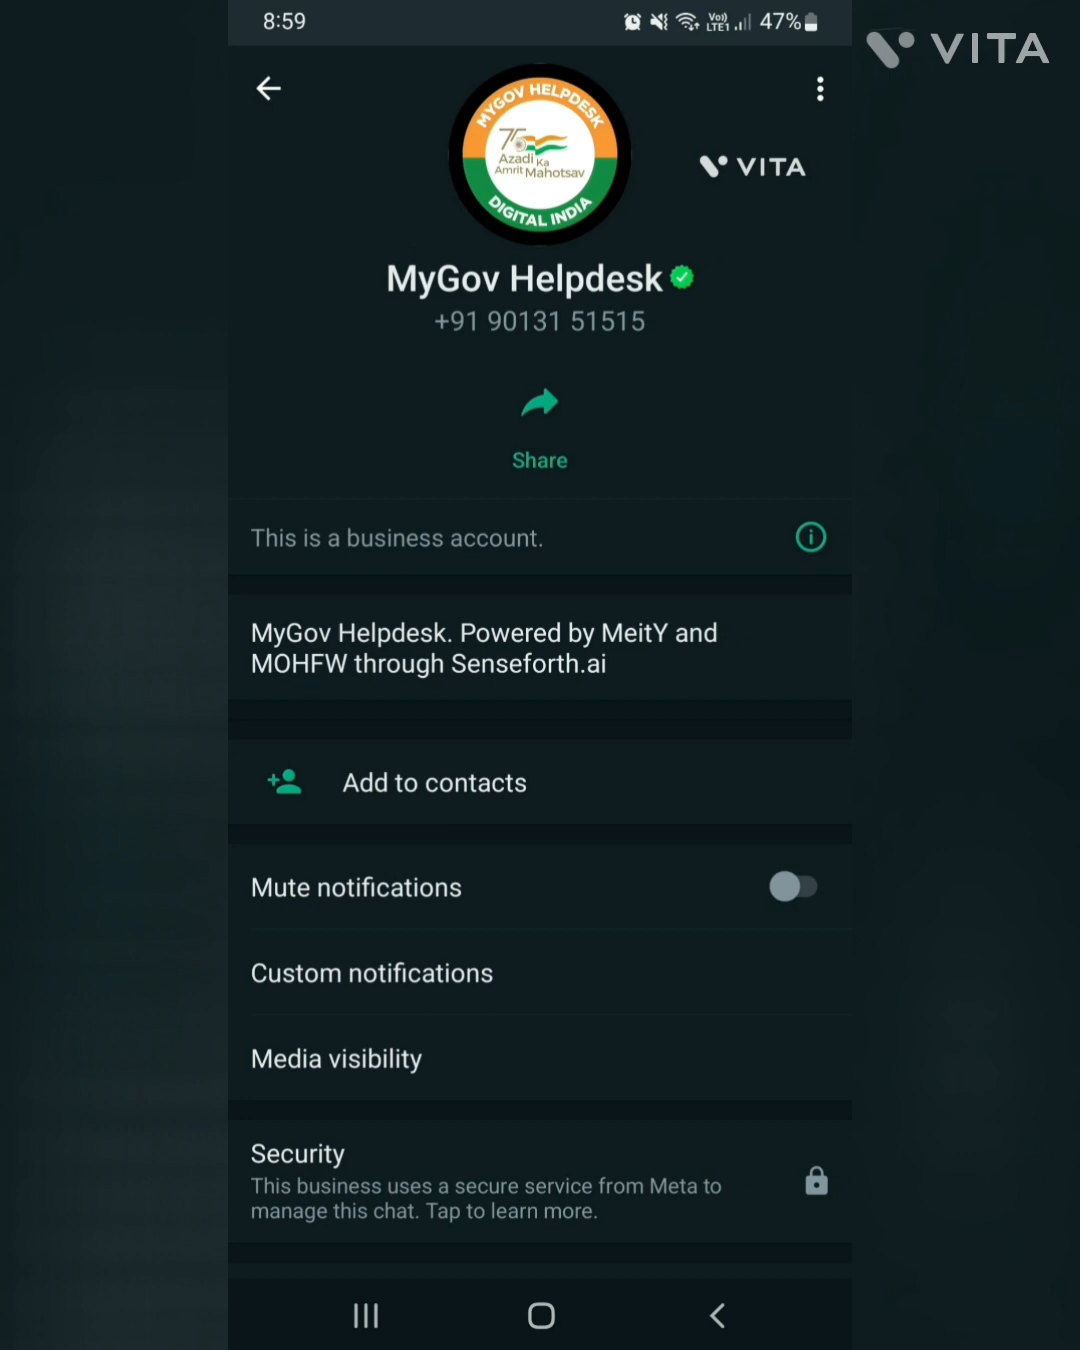 8:59
Vo))
LTE1
47%
VITA
MYGOV HELPDESK
75
Azadi Ka
Amrit Mahotsav
DIGITAL INDIA
VITA
MyGov Helpdesk
+91 90131 51515
Share
This is a business account.
MyGov Helpdesk. Powered by MeitY and
MOHFW through Senseforth.ai
Add to contacts
Mute notifications
Custom notifications
Media visibility
Security
This business uses a secure service from Meta to
manage this chat. Tap to learn more.